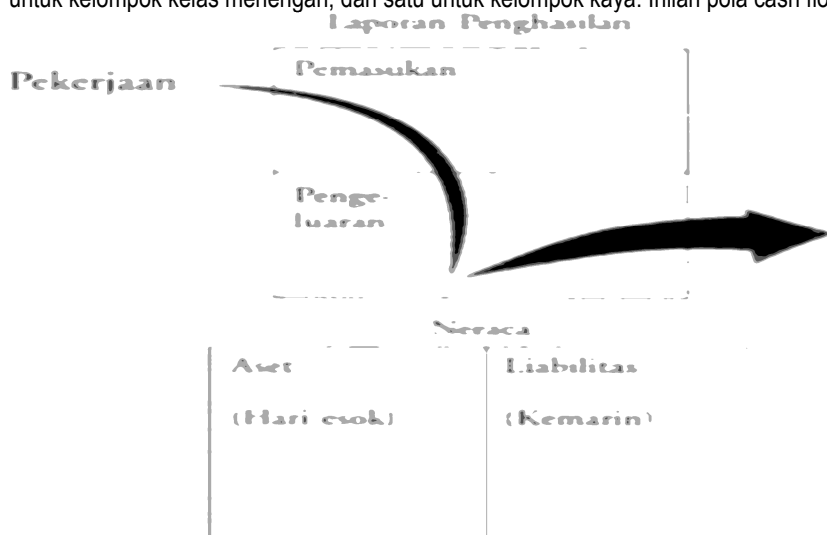 untuk kelompok kelas menengah, dan satu untuk kelompok kaya. Inilah pola cash flo
Laporan Penghasilan
Pekerjaan
Pemasukan
Penge-
luaran
Neraca
Aset
Liabilitas
(Hari esok)
(Kemarin)